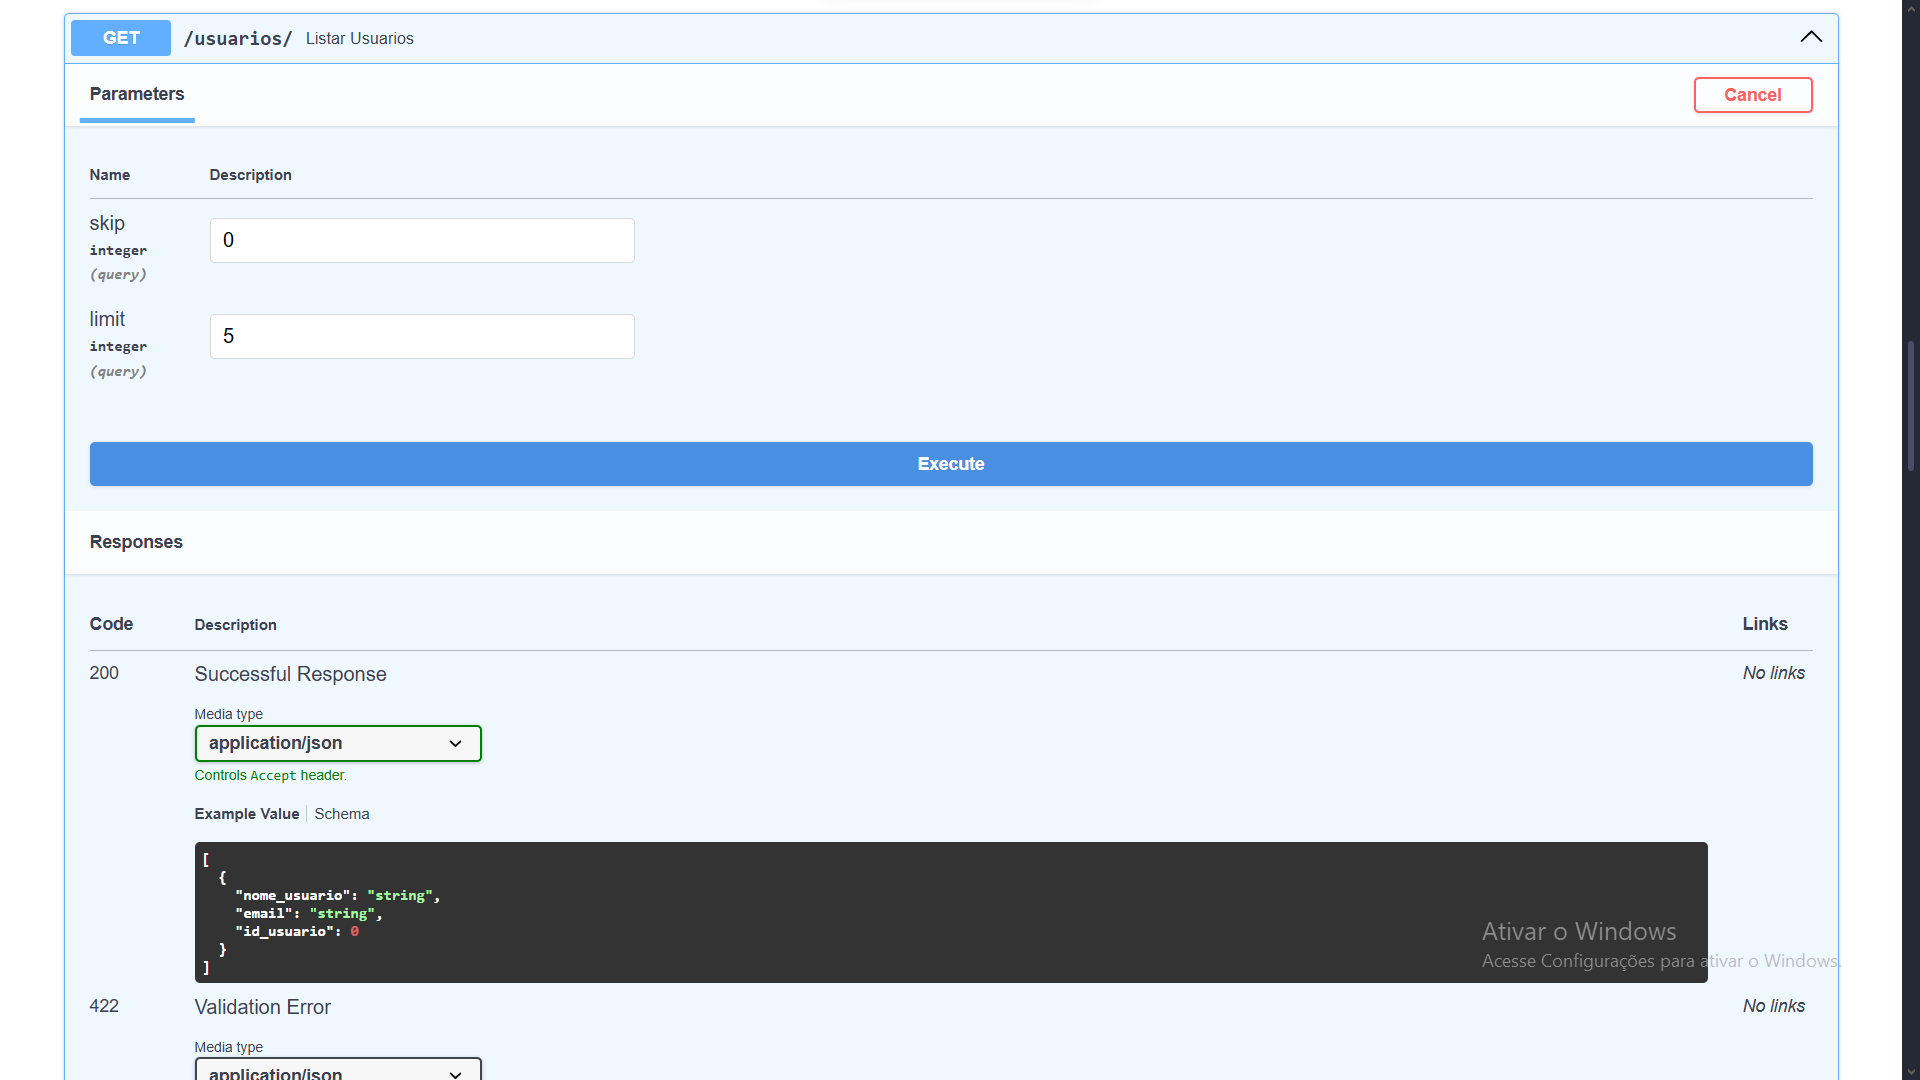 GET /usuarios/ Listar Usuarios
Parameters
Cancel
Name Description
skip
integer
(query)
0
limit
integer
(query)
5
Execute
Responses
Code Description Links
200 Successful Response No links
Media type
application/json
Controls Accept header.
Example Value Schema
[
  {
    "nome_usuario": "string",
    "email": "string",
    "id_usuario": 0
  }
]
Ativar o Windows
Acesse Configurações para ativar o Windows.
422 Validation Error No links
Media type
application/json